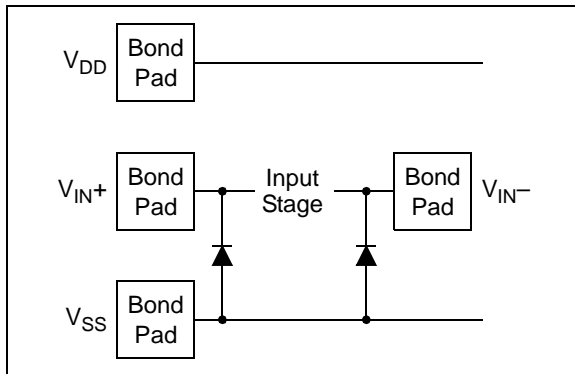 V_DD
Bond
Pad
V_IN+
Bond
Pad
Input
Stage
Bond
Pad
V_IN–
V_SS
Bond
Pad